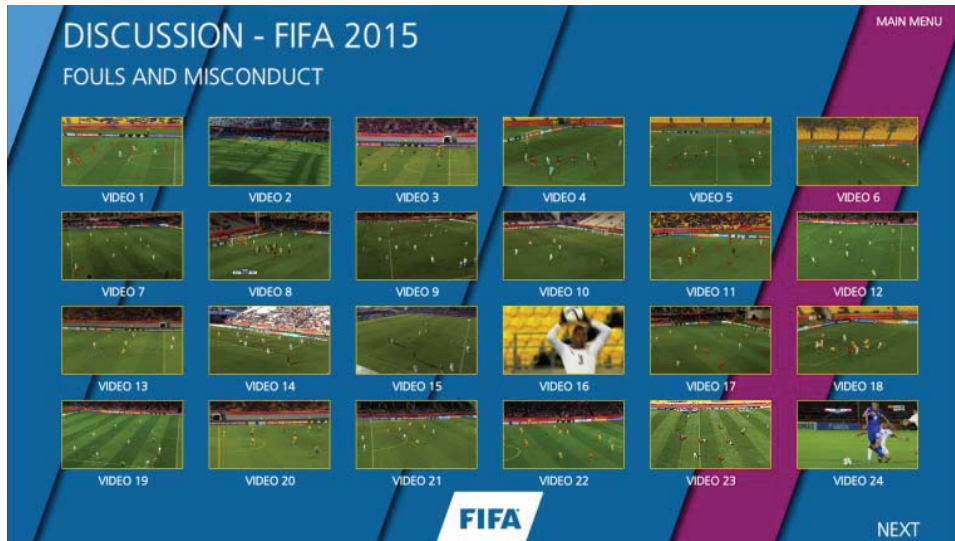 MAIN MENU
DISCUSSION - FIFA 2015
FOULS AND MISCONDUCT
VIDEO 1 VIDEO 2 VIDEO 3 VIDEO 4 VIDEO 5 VIDEO 6
VIDEO 7 VIDEO 8 VIDEO 9 VIDEO 10 VIDEO 11 VIDEO 12
VIDEO 13 VIDEO 14 VIDEO 15 VIDEO 16 VIDEO 17 VIDEO 18
VIDEO 19 VIDEO 20 VIDEO 21 VIDEO 22 VIDEO 23 VIDEO 24
FIFA
NEXT